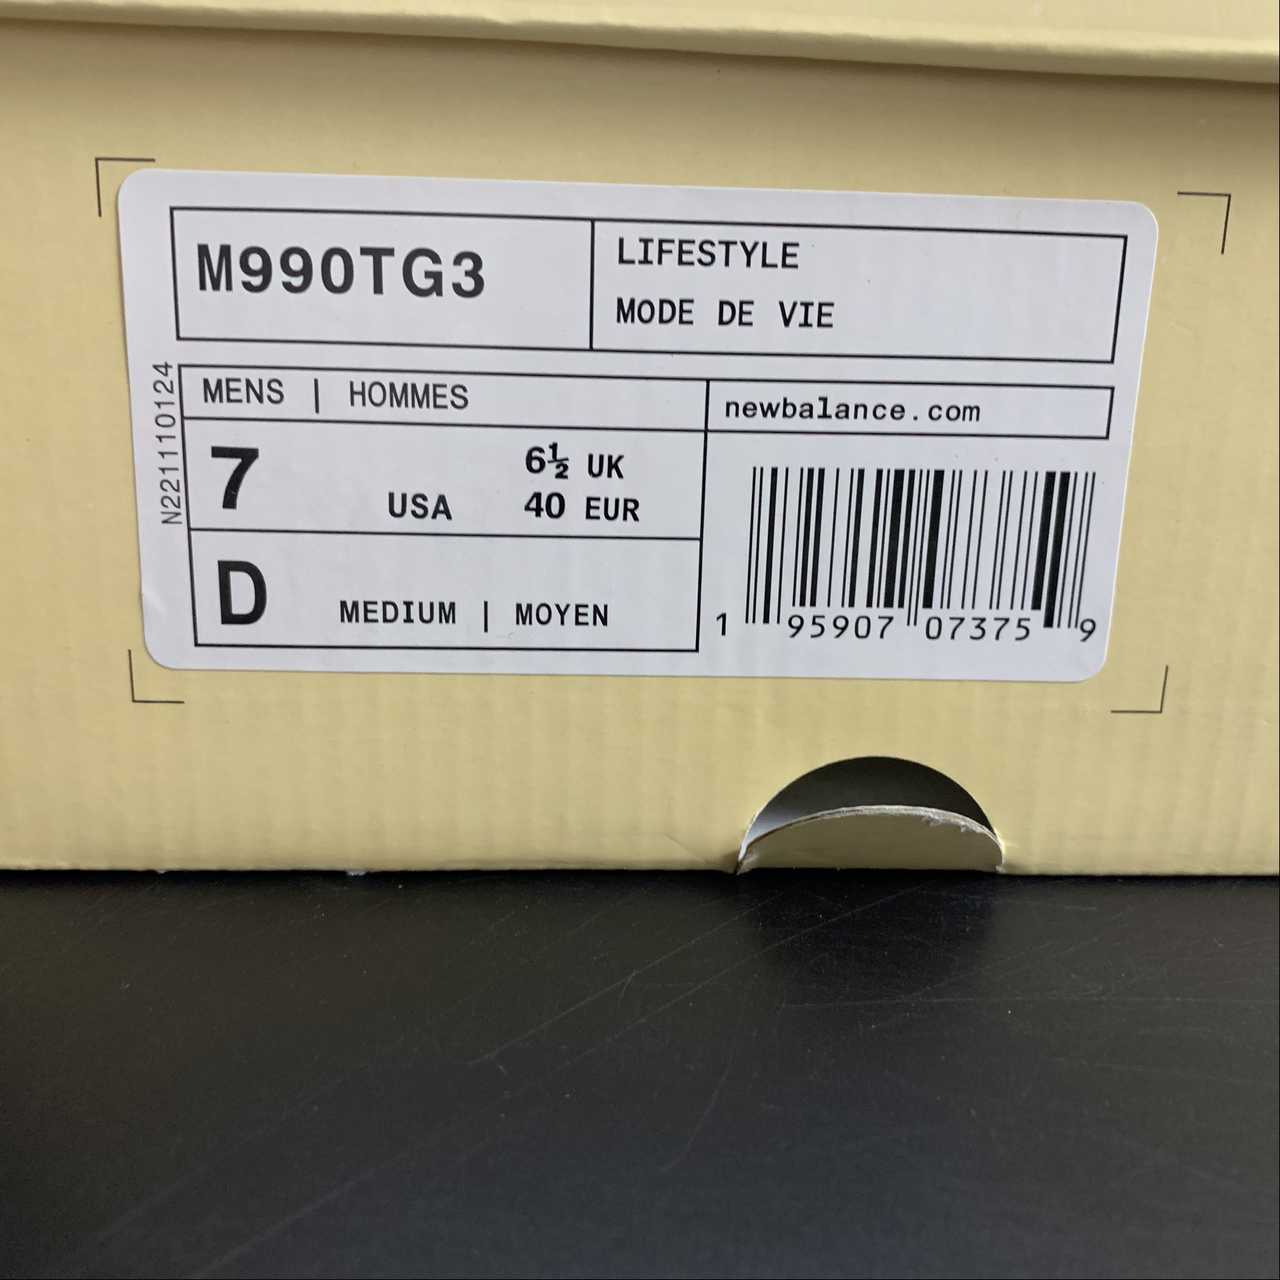 M990TG3
LIFESTYLE
MODE DE VIE
N221110124
MENS | HOMMES
newbalance.com
7 USA
6½ UK
40 EUR
D MEDIUM | MOYEN
1 95907 07375 9